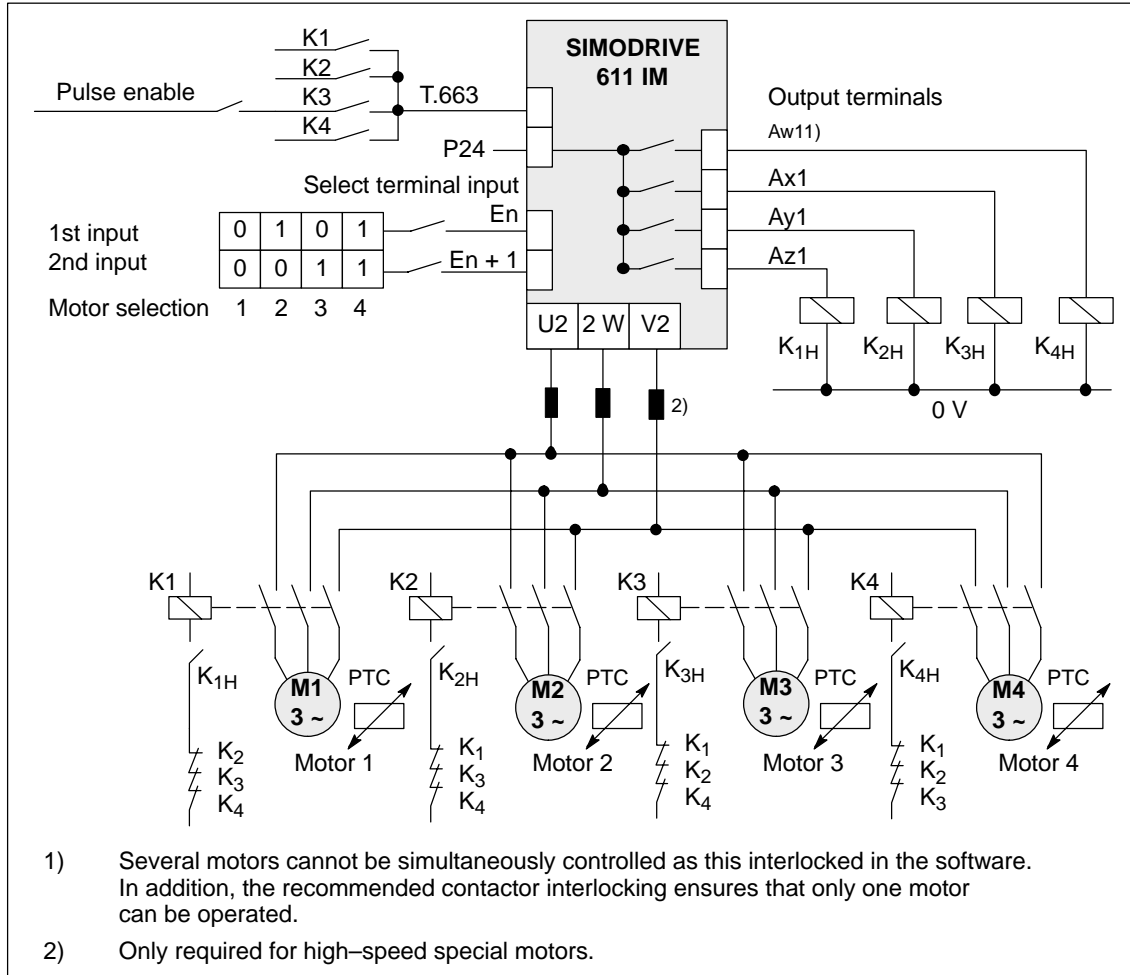 K1
K2
Pulse enable K3 T.663
K4
SIMODRIVE
611 IM
Output terminals
Aw11)
P24
Ax1
Select terminal input
En
Ay1
1st input 0 1 0 1
2nd input 0 0 1 1
En + 1
Az1
Motor selection 1 2 3 4
U2 2 W V2
K1H K2H K3H K4H
0 V
2)
K1 K2 K3 K4
K1H K2H K3H K4H
M1 PTC M2 PTC M3 PTC M4 PTC
3 ~ 3 ~ 3 ~ 3 ~
Motor 1 Motor 2 Motor 3 Motor 4
K2 K1 K1 K1
K3 K3 K2 K2
K4 K4 K4 K3
1) Several motors cannot be simultaneously controlled as this interlocked in the software.
In addition, the recommended contactor interlocking ensures that only one motor
can be operated.
2) Only required for high–speed special motors.